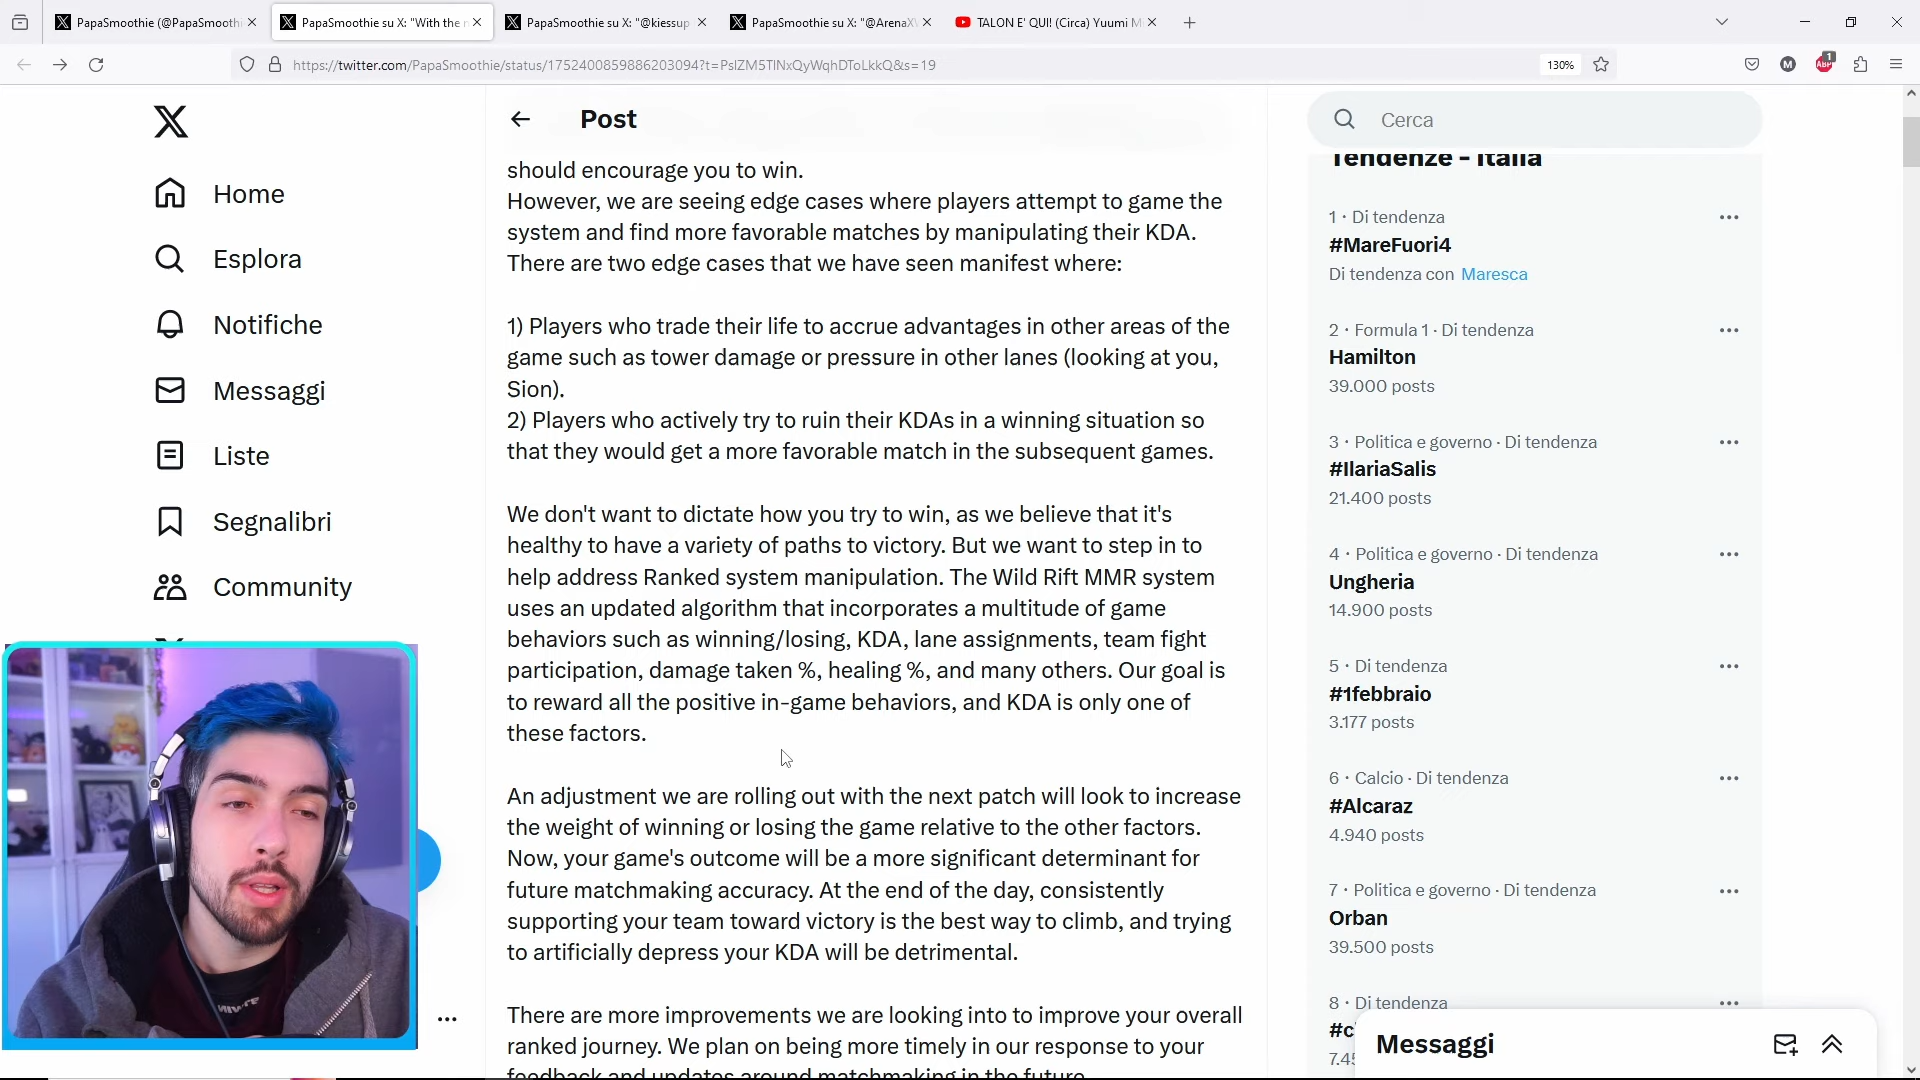 PapaSmoothie (@PapaSmooth
PapaSmoothie su X: "With the n
PapaSmoothie su X: "@kiessup
PapaSmoothie su X: "@ArenaXV
TALON E' QUI! (Circa) Yuumi M
https://twitter.com/PapaSmoothie/status/1752400859886203094?t=PslZM5TlNxQyWqhDToLkkQ&s=19
130%
M
ABP
1
Home
Esplora
Notifiche
Messaggi
Liste
Segnalibri
Community
Post
should encourage you to win.
However, we are seeing edge cases where players attempt to game the
system and find more favorable matches by manipulating their KDA.
There are two edge cases that we have seen manifest where:
1) Players who trade their life to accrue advantages in other areas of the
game such as tower damage or pressure in other lanes (looking at you,
Sion).
2) Players who actively try to ruin their KDAs in a winning situation so
that they would get a more favorable match in the subsequent games.
We don't want to dictate how you try to win, as we believe that it's
healthy to have a variety of paths to victory. But we want to step in to
help address Ranked system manipulation. The Wild Rift MMR system
uses an updated algorithm that incorporates a multitude of game
behaviors such as winning/losing, KDA, lane assignments, team fight
participation, damage taken %, healing %, and many others. Our goal is
to reward all the positive in-game behaviors, and KDA is only one of
these factors.
An adjustment we are rolling out with the next patch will look to increase
the weight of winning or losing the game relative to the other factors.
Now, your game's outcome will be a more significant determinant for
future matchmaking accuracy. At the end of the day, consistently
supporting your team toward victory is the best way to climb, and trying
to artificially depress your KDA will be detrimental.
There are more improvements we are looking into to improve your overall
ranked journey. We plan on being more timely in our response to your
feedback and updates around matchmaking in the future.
Cerca
Tendenze - Italia
1 · Di tendenza
#MareFuori4
Di tendenza con Maresca
2 · Formula 1 · Di tendenza
Hamilton
39.000 posts
3 · Politica e governo · Di tendenza
#IlariaSalis
21.400 posts
4 · Politica e governo · Di tendenza
Ungheria
14.900 posts
5 · Di tendenza
#1febbraio
3.177 posts
6 · Calcio · Di tendenza
#Alcaraz
4.940 posts
7 · Politica e governo · Di tendenza
Orban
39.500 posts
8 · Di tendenza
#c
7.45
Messaggi